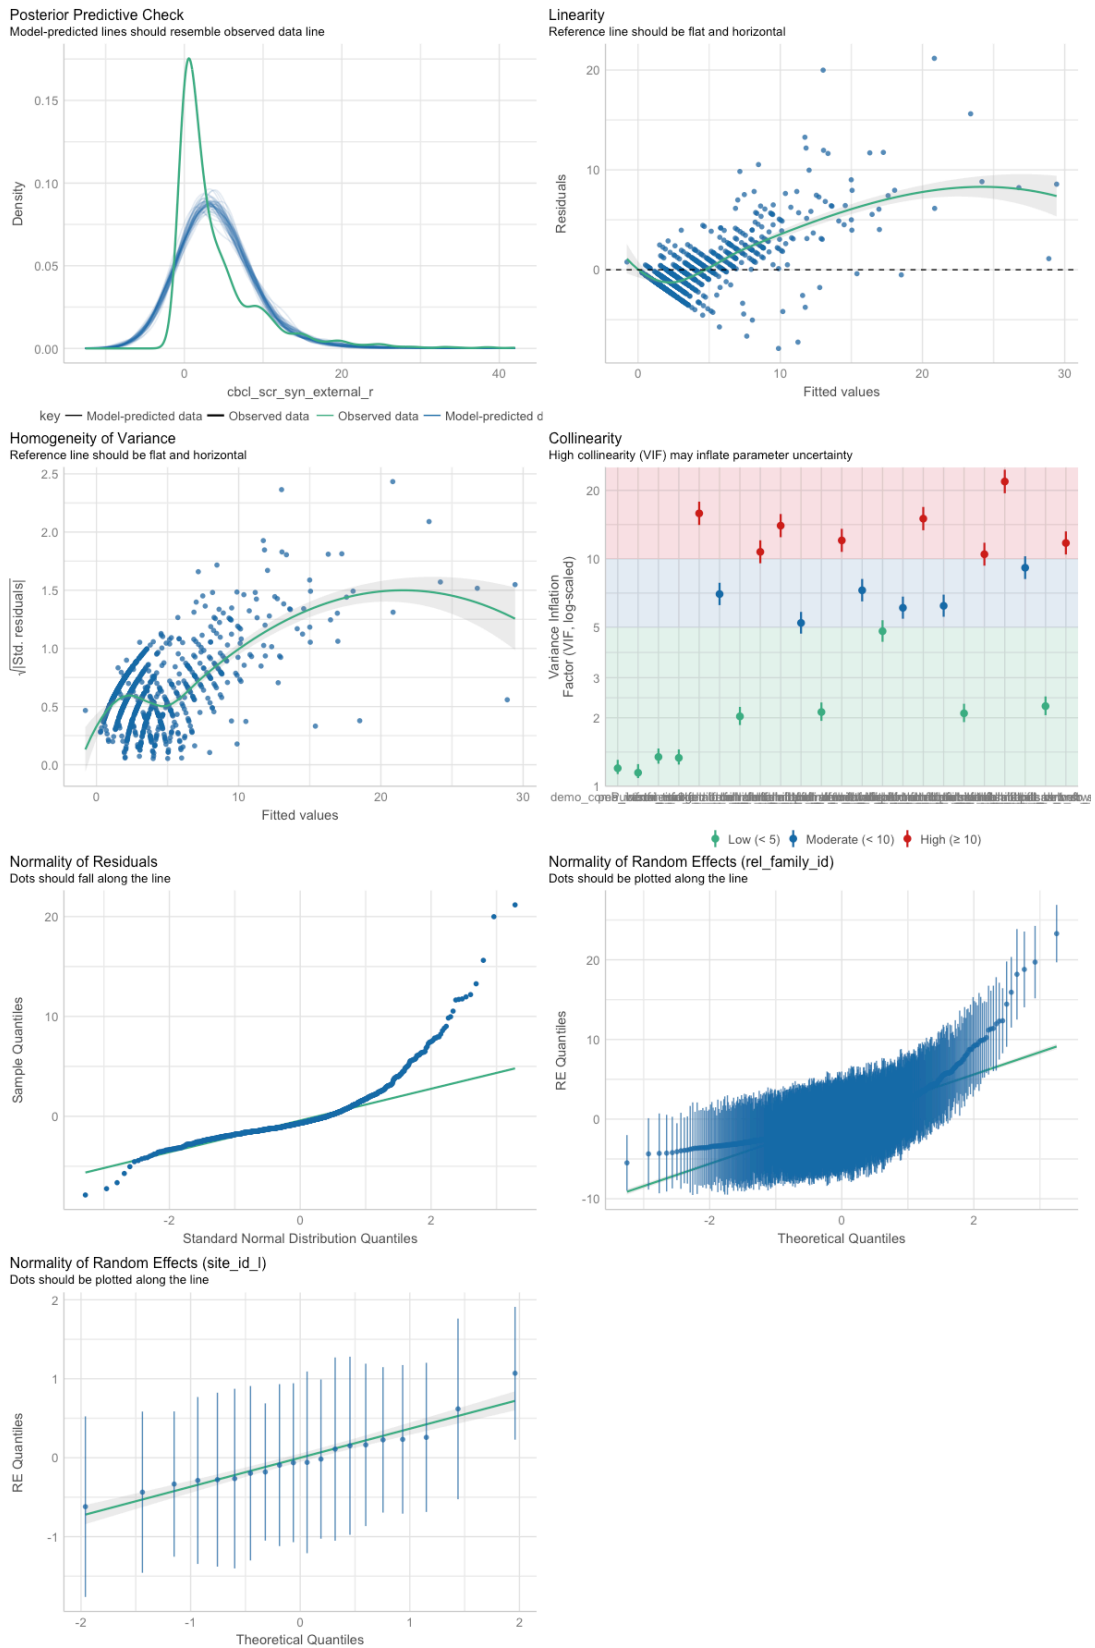 Posterior Predictive Check
Model-predicted lines should resemble observed data line
0.15
0.10
0.05
0.00
Density
0
20
40
cbcl_scr_syn_external_r
key Model-predicted data Observed data Observed data Model-predicted d
Linearity
Reference line should be flat and horizontal
20
10
0
Residuals
0
10
20
30
Fitted values
Homogeneity of Variance
Reference line should be flat and horizontal
2.5
2.0
1.5
1.0
0.5
0.0
√|Std. residuals|
0
10
20
30
Fitted values
Collinearity
High collinearity (VIF) may inflate parameter uncertainty
20
10
5
3
2
1
Variance Inflation
Factor (VIF, log-scaled)
Low (< 5) Moderate (< 10) High (≥ 10)
Normality of Residuals
Dots should fall along the line
20
10
0
Sample Quantiles
-2
0
2
Standard Normal Distribution Quantiles
Normality of Random Effects (rel_family_id)
Dots should be plotted along the line
20
10
0
-10
RE Quantiles
-2
0
2
Theoretical Quantiles
Normality of Random Effects (site_id_l)
Dots should be plotted along the line
2
1
0
-1
RE Quantiles
-2
-1
0
1
2
Theoretical Quantiles